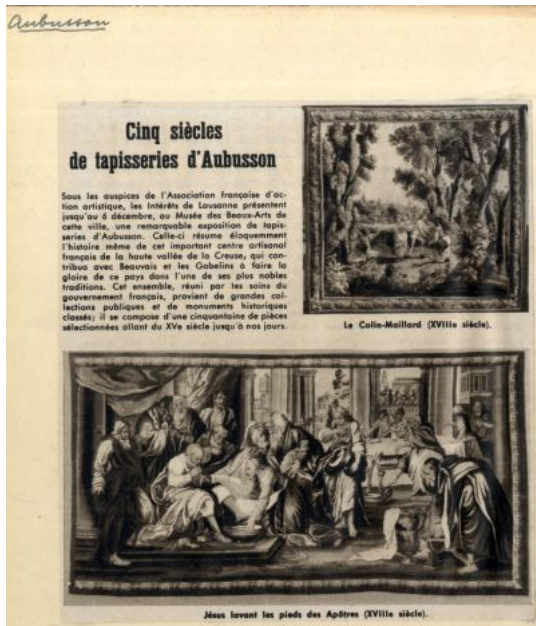 Aubusson
Cinq siècles
de tapisseries d'Aubusson
Sous les auspices de l'Association française d'ac-
tion artistique, les Intérêts de Lausanne présentent
jusqu'au 6 décembre, au Musée des Beaux-Arts de
cette ville, une remarquable exposition de tapis-
series d'Aubusson. Celle-ci résume éloquemment
l'histoire même de cet important centre artisanal
français de la haute vallée de la Creuse, qui con-
tribua avec Beauvais et les Gobelins à faire la
gloire de ce pays dans l'une de ses plus nobles
traditions. Cet ensemble, réuni par les soins du
gouvernement français, provient de grandes col-
lections publiques et de monuments historiques
classés; il se compose d'une cinquantaine de pièces
sélectionnées allant du XVe siècle jusqu'à nos jours.
Le Colin-Maillard (XVIIIe siècle).
Jésus lavant les pieds des Apôtres (XVIIIe siècle).